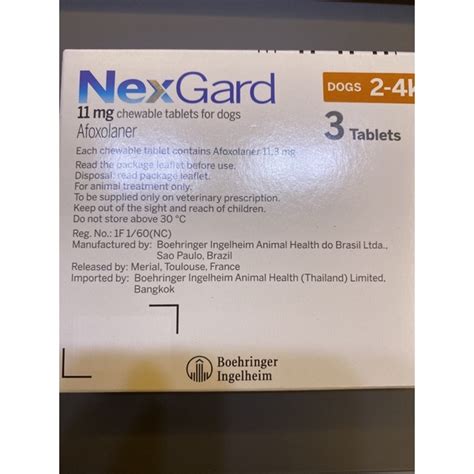 NexGard
DOGS 2-4k
11 mg chewable tablets for dogs
3 Tablets
Afoxolaner
Each chewable tablet contains Afoxolaner 11.3 mg
Read the package leaflet before use.
Disposal: read package leaflet.
For animal treatment only.
To be supplied only on veterinary prescription.
Keep out of the sight and reach of children.
Do not store above 30 °C
Reg. No.: 1F 1/60(NC)
Manufactured by: Boehringer Ingelheim Animal Health do Brasil Ltda.,
Sao Paulo, Brazil
Released by: Merial, Toulouse, France
Imported by: Boehringer Ingelheim Animal Health (Thailand) Limited,
Bangkok
Boehringer
Ingelheim